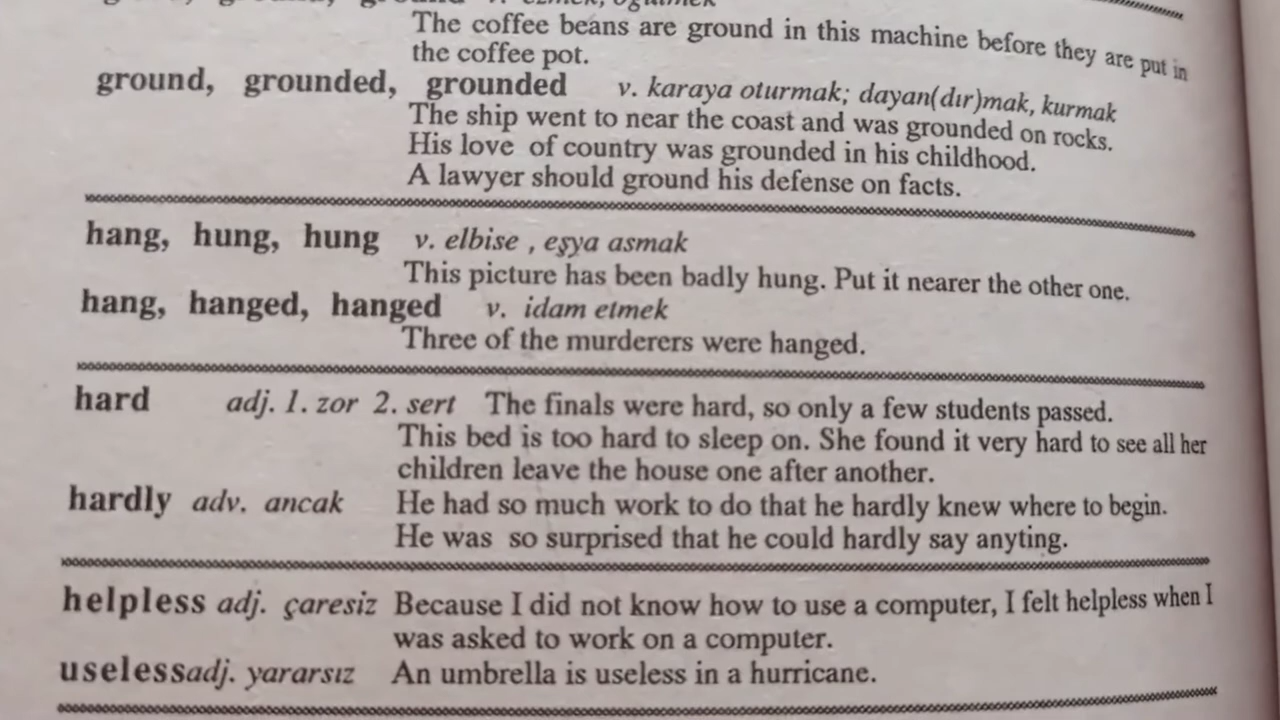 The coffee beans are ground in this machine before they are put in
the coffee pot.
ground, grounded, grounded v. karaya oturmak; dayan(dır)mak, kurmak
The ship went to near the coast and was grounded on rocks.
His love of country was grounded in his childhood.
A lawyer should ground his defense on facts.
hang, hung, hung v. elbise , eşya asmak
This picture has been badly hung. Put it nearer the other one.
hang, hanged, hanged v. idam etmek
Three of the murderers were hanged.
hard adj. 1. zor 2. sert The finals were hard, so only a few students passed.
This bed is too hard to sleep on. She found it very hard to see all her
children leave the house one after another.
hardly adv. ancak He had so much work to do that he hardly knew where to begin.
He was so surprised that he could hardly say anyting.
helpless adj. çaresiz Because I did not know how to use a computer, I felt helpless when I
was asked to work on a computer.
uselessadj. yararsız An umbrella is useless in a hurricane.